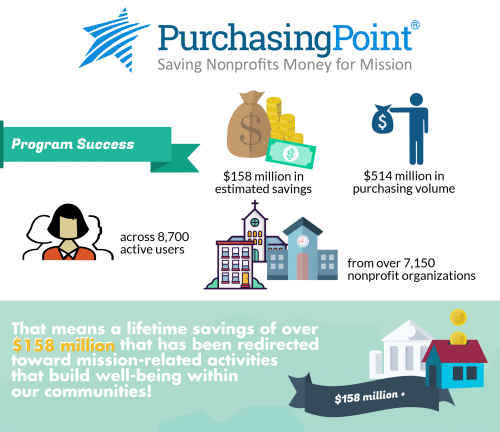 PurchasingPoint®
Saving Nonprofits Money for Mission
Program Success
$
$
$
$158 million in
estimated savings
$514 million in
purchasing volume
across 8,700
active users
from over 7,150
nonprofit organizations
That means a lifetime savings of over
$158 million that has been redirected
toward mission-related activities
that build well-being within
our communities!
$158 million +